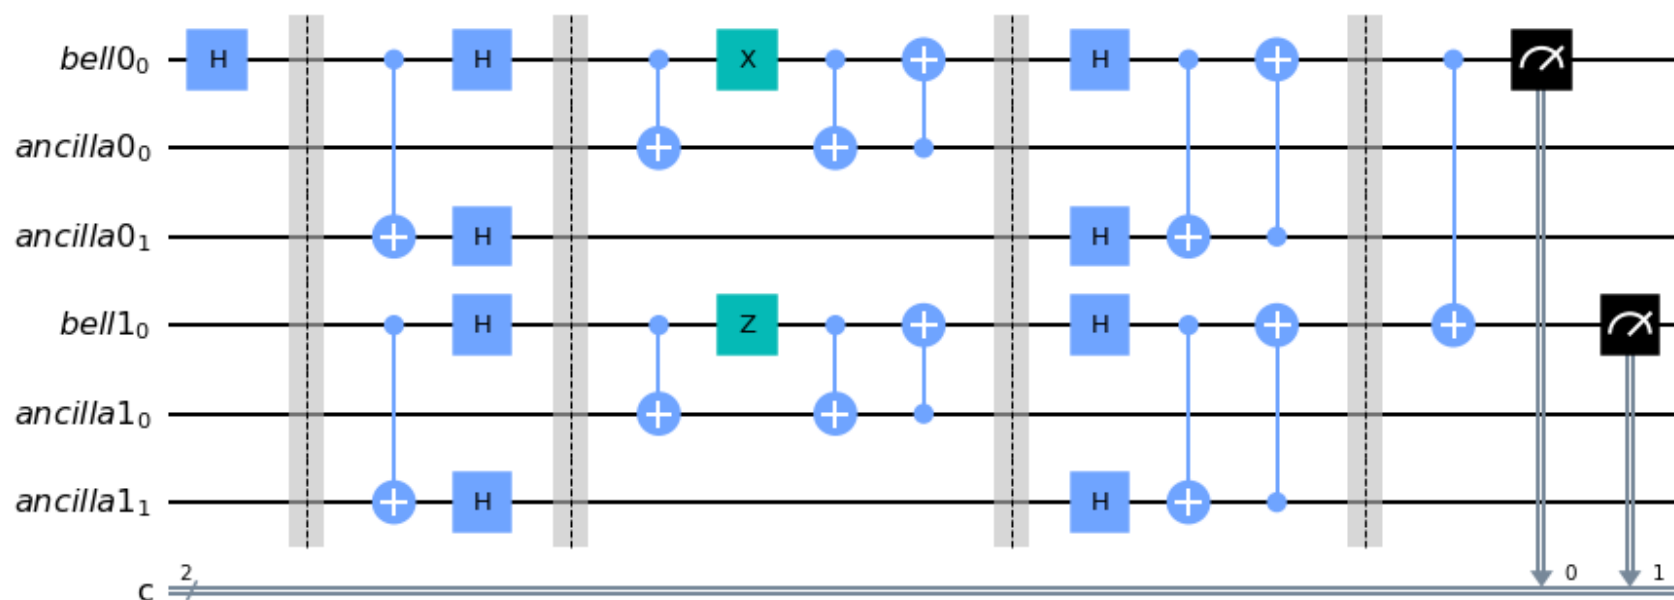 bell0₀ H H X H
ancilla0₀
ancilla0₁ H H
bell1₀ H Z H
ancilla1₀
ancilla1₁ H H
2 0 1
c